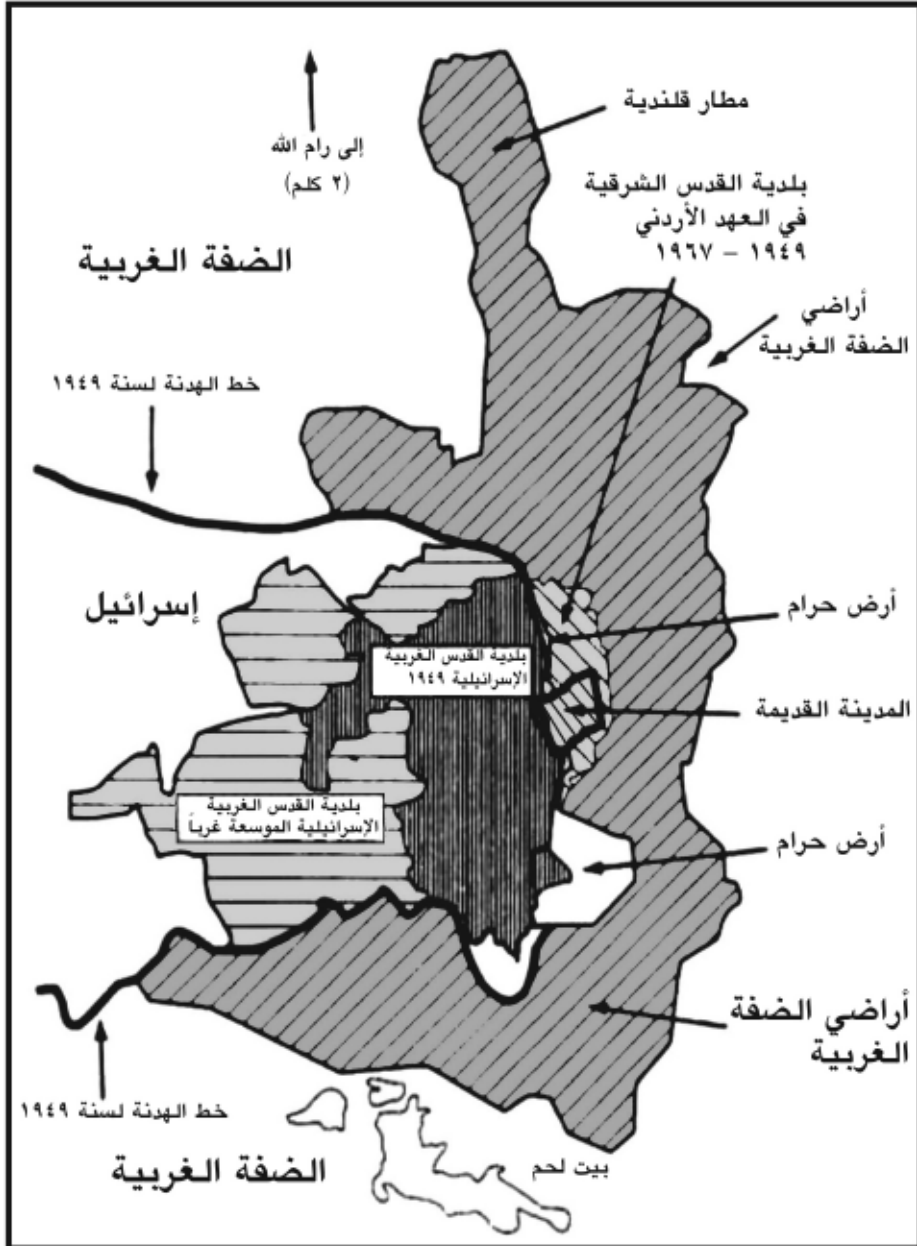 مطار قلندية
إلى رام الله
(٢ كلم)
بلدية القدس الشرقية
في العهد الأردني
١٩٤٩ – ١٩٦٧
الضفة الغربية
أراضي
الضفة الغربية
خط الهدنة لسنة ١٩٤٩
إسرائيل
أرض حرام
بلدية القدس الغربية
الإسرائيلية ١٩٤٩
المدينة القديمة
بلدية القدس الغربية
الإسرائيلية الموسعة غرباً
أرض حرام
أراضي الضفة
الغربية
خط الهدنة لسنة ١٩٤٩
الضفة الغربية
بيت لحم